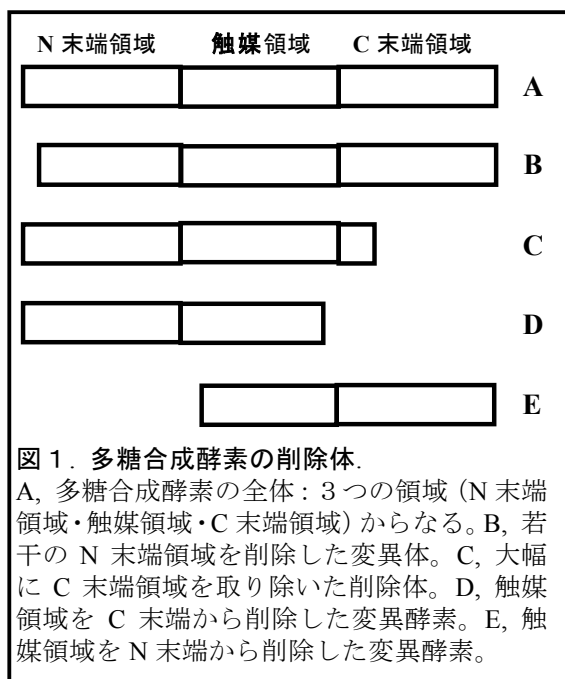 N 末端領域 触媒領域 C 末端領域
A
B
C
D
E
図１. 多糖合成酵素の削除体.
A, 多糖合成酵素の全体：３つの領域（N 末端
領域・触媒領域・C 末端領域）からなる。B, 若
干の N 末端領域を削除した変異体。C, 大幅
に C 末端領域を取り除いた削除体。D, 触媒
領域を C 末端から削除した変異酵素。E, 触
媒領域を N 末端から削除した変異酵素。